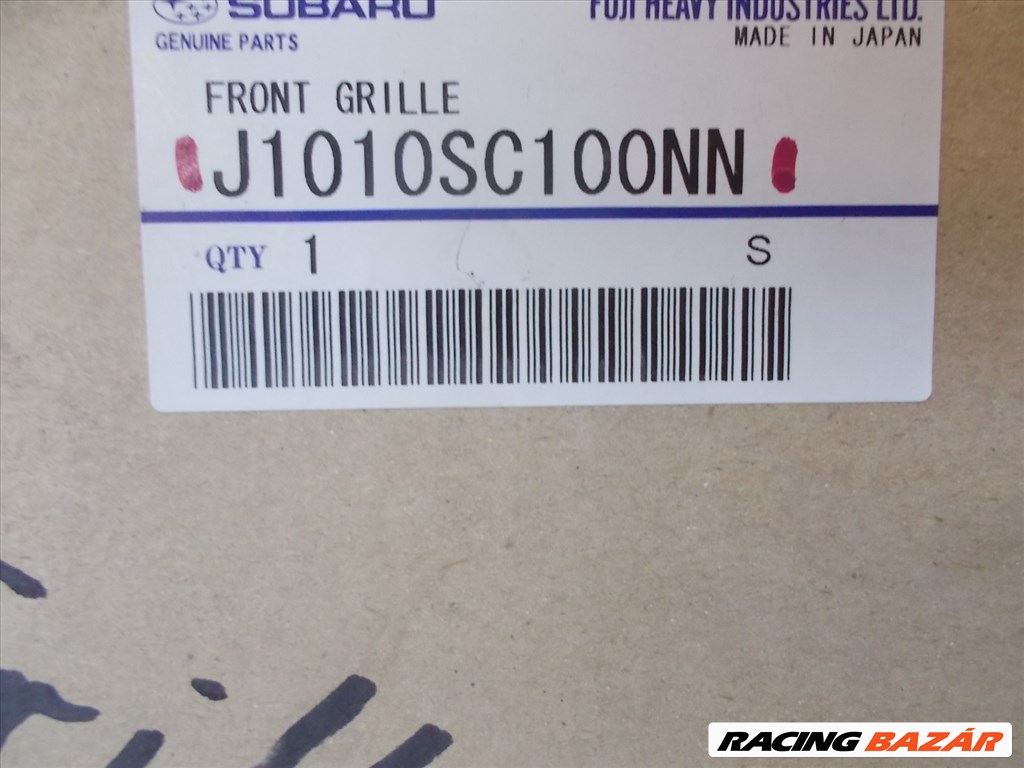 SUBARU
FUJI HEAVY INDUSTRIES LTD.
GENUINE PARTS
MADE IN JAPAN
FRONT GRILLE
J1010SC100NN
QTY 1 S
RACING BAZÁR